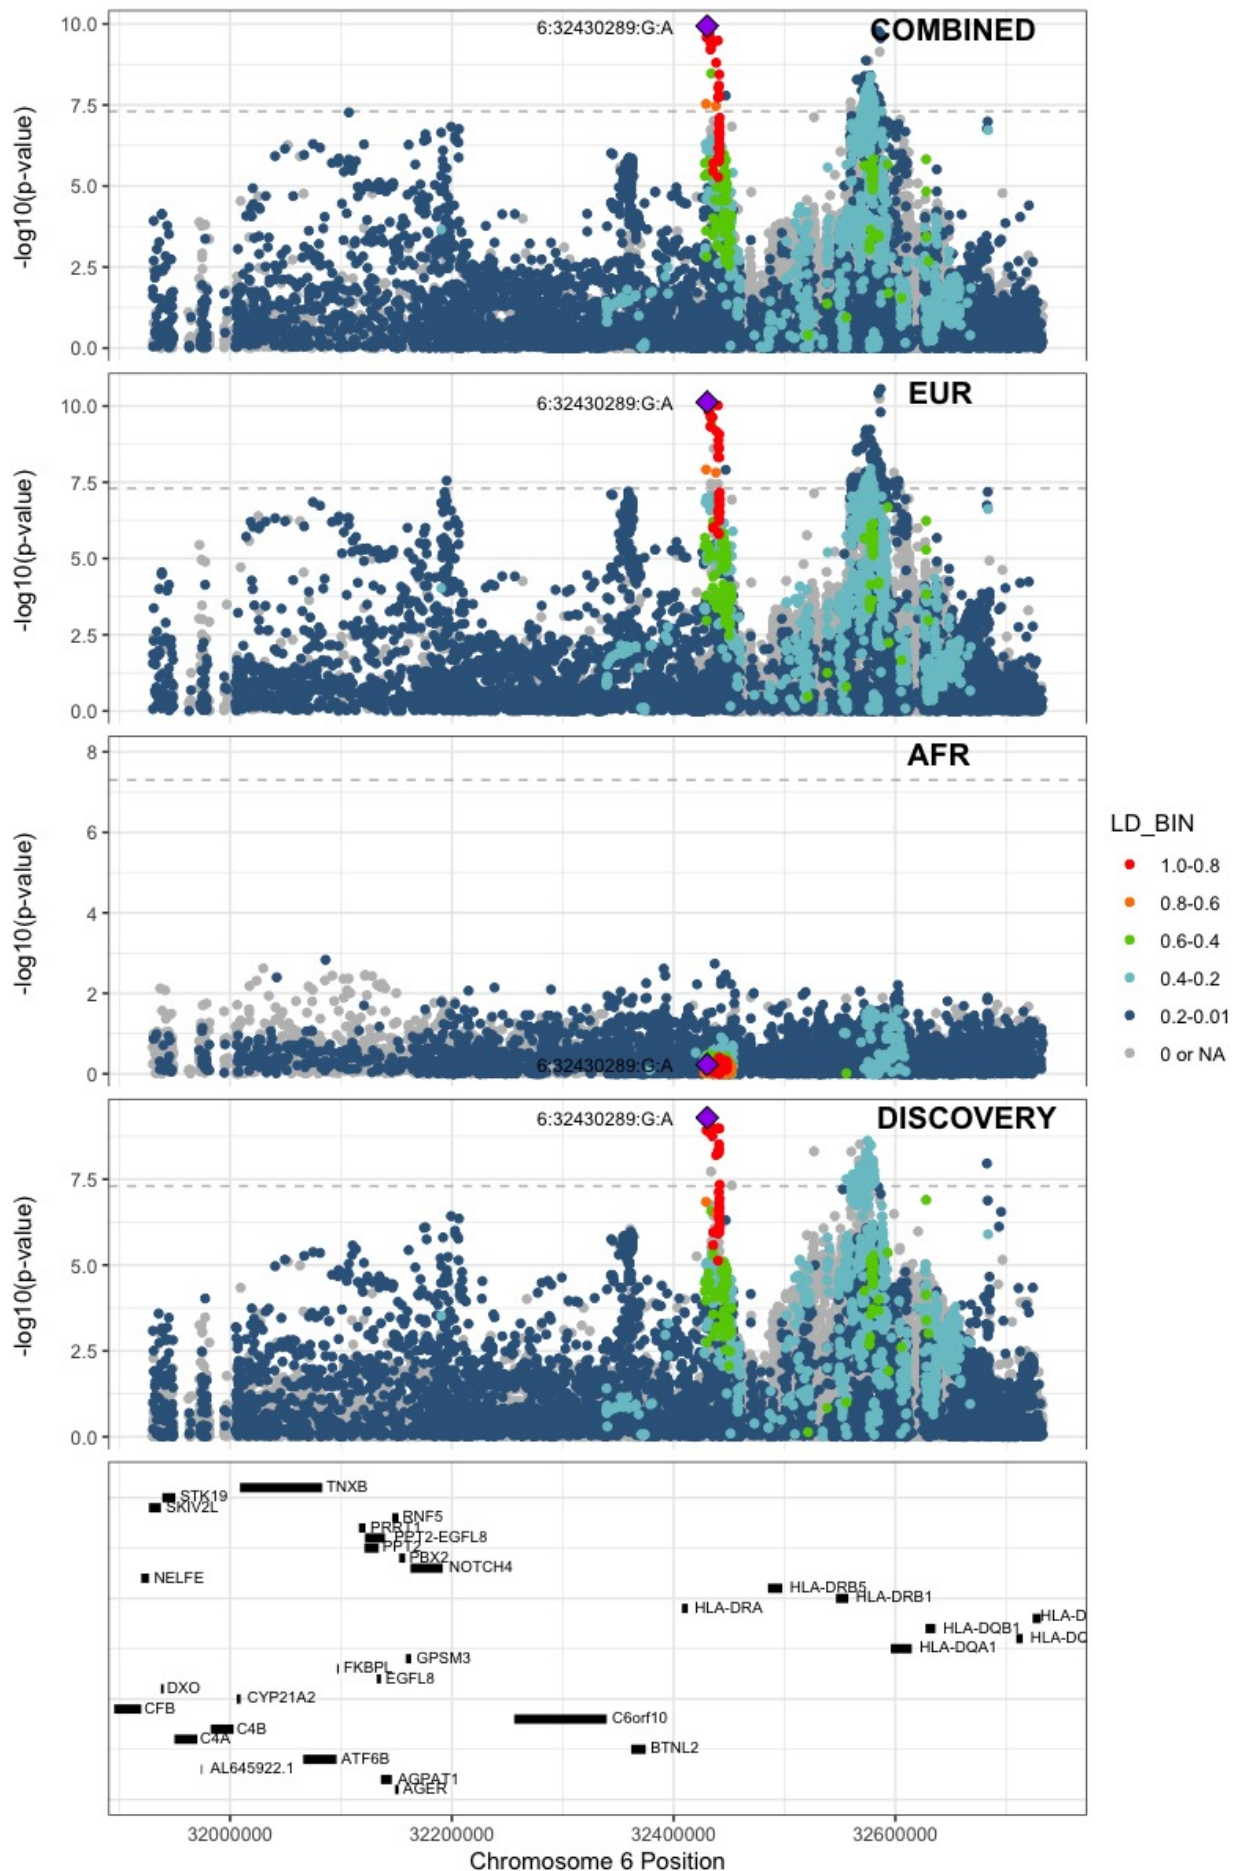 COMBINED
6:32430289:G:A
10.0
7.5
5.0
2.5
0.0
-log10(p-value)
EUR
6:32430289:G:A
10.0
7.5
5.0
2.5
0.0
-log10(p-value)
AFR
8
6
4
2
0
-log10(p-value)
6:32430289:G:A
LD_BIN
1.0-0.8
0.8-0.6
0.6-0.4
0.4-0.2
0.2-0.01
0 or NA
DISCOVERY
6:32430289:G:A
7.5
5.0
2.5
0.0
-log10(p-value)
TNXB
STK19
SKIV2L
RNF5
PRRT1
PPT2-EGFL8
PPT2
PBX2
NOTCH4
NELFE
HLA-DRB5
HLA-DRB1
HLA-DRA
HLA-D
HLA-DQB1
HLA-DQ
HLA-DQA1
GPSM3
FKBPL
EGFL8
DXO
CYP21A2
CFB
C6orf10
C4B
C4A
BTNL2
ATF6B
AL645922.1
AGPAT1
AGER
32000000 32200000 32400000 32600000
Chromosome 6 Position